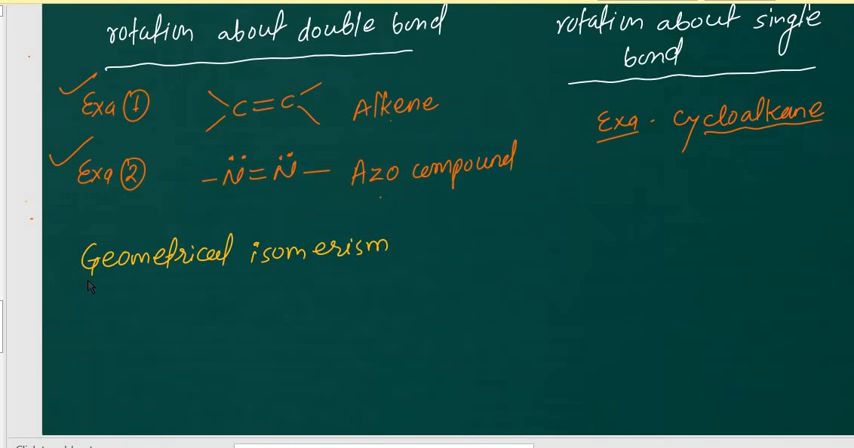 rotation about double bond
Exa ① >C=C< Alkene
Exa ② -N̈=N̈- Azo compound
Geometrical isomerism
rotation about single
bond
Exa. Cycloalkane